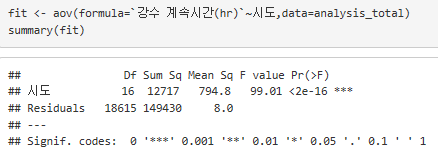 fit <- aov(formula=`강수 계속시간(hr)`~시도,data=analysis_total)
summary(fit)
##                Df Sum Sq Mean Sq F value Pr(>F)
## 시도           16  12717   794.8   99.01 <2e-16 ***
## Residuals   18615 149430     8.0
## ---
## Signif. codes:  0 '***' 0.001 '**' 0.01 '*' 0.05 '.' 0.1 ' ' 1